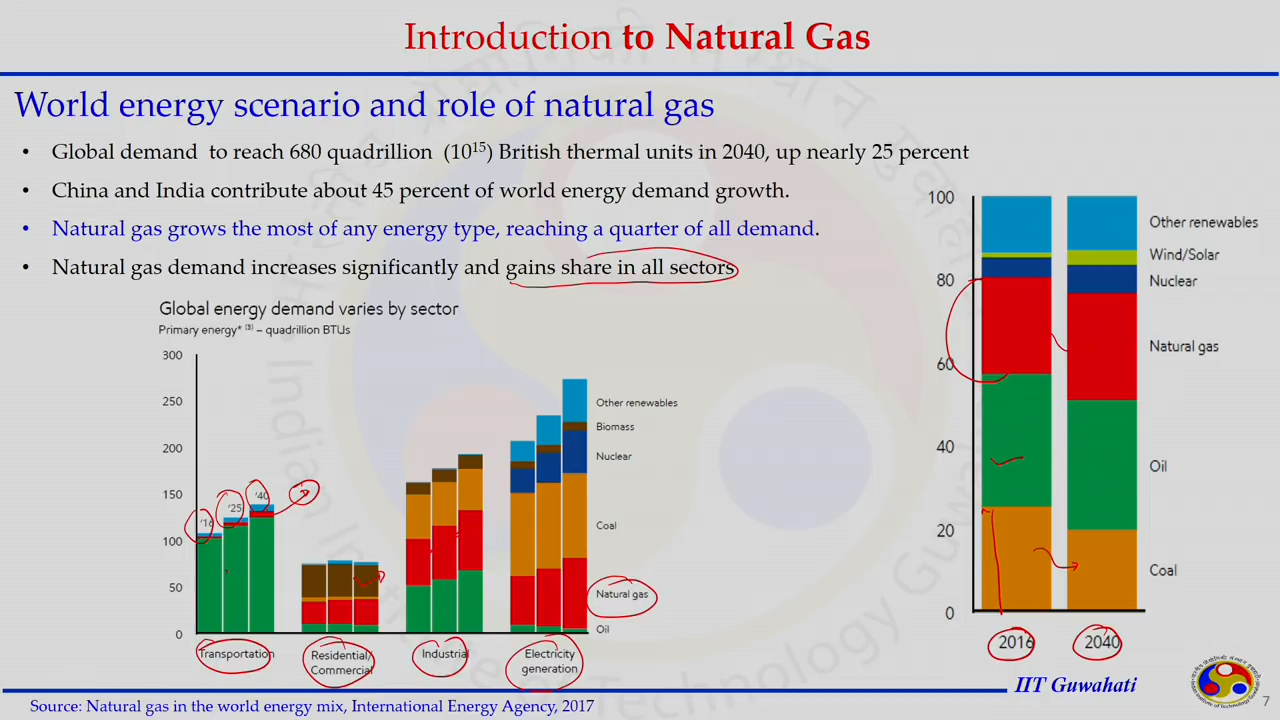 Introduction to Natural Gas
World energy scenario and role of natural gas
• Global demand to reach 680 quadrillion (10¹⁵) British thermal units in 2040, up nearly 25 percent
• China and India contribute about 45 percent of world energy demand growth.
• Natural gas grows the most of any energy type, reaching a quarter of all demand.
• Natural gas demand increases significantly and gains share in all sectors
Global energy demand varies by sector
Primary energy* (3) – quadrillion BTUs
300
250
200
150
100
50
0
'16
'25
'40
Transportation
Residential/
Commercial
Industrial
Electricity
generation
Other renewables
Biomass
Nuclear
Coal
Natural gas
Oil
100
80
60
40
20
0
Other renewables
Wind/Solar
Nuclear
Natural gas
Oil
Coal
2016
2040
IIT Guwahati
Source: Natural gas in the world energy mix, International Energy Agency, 2017
7